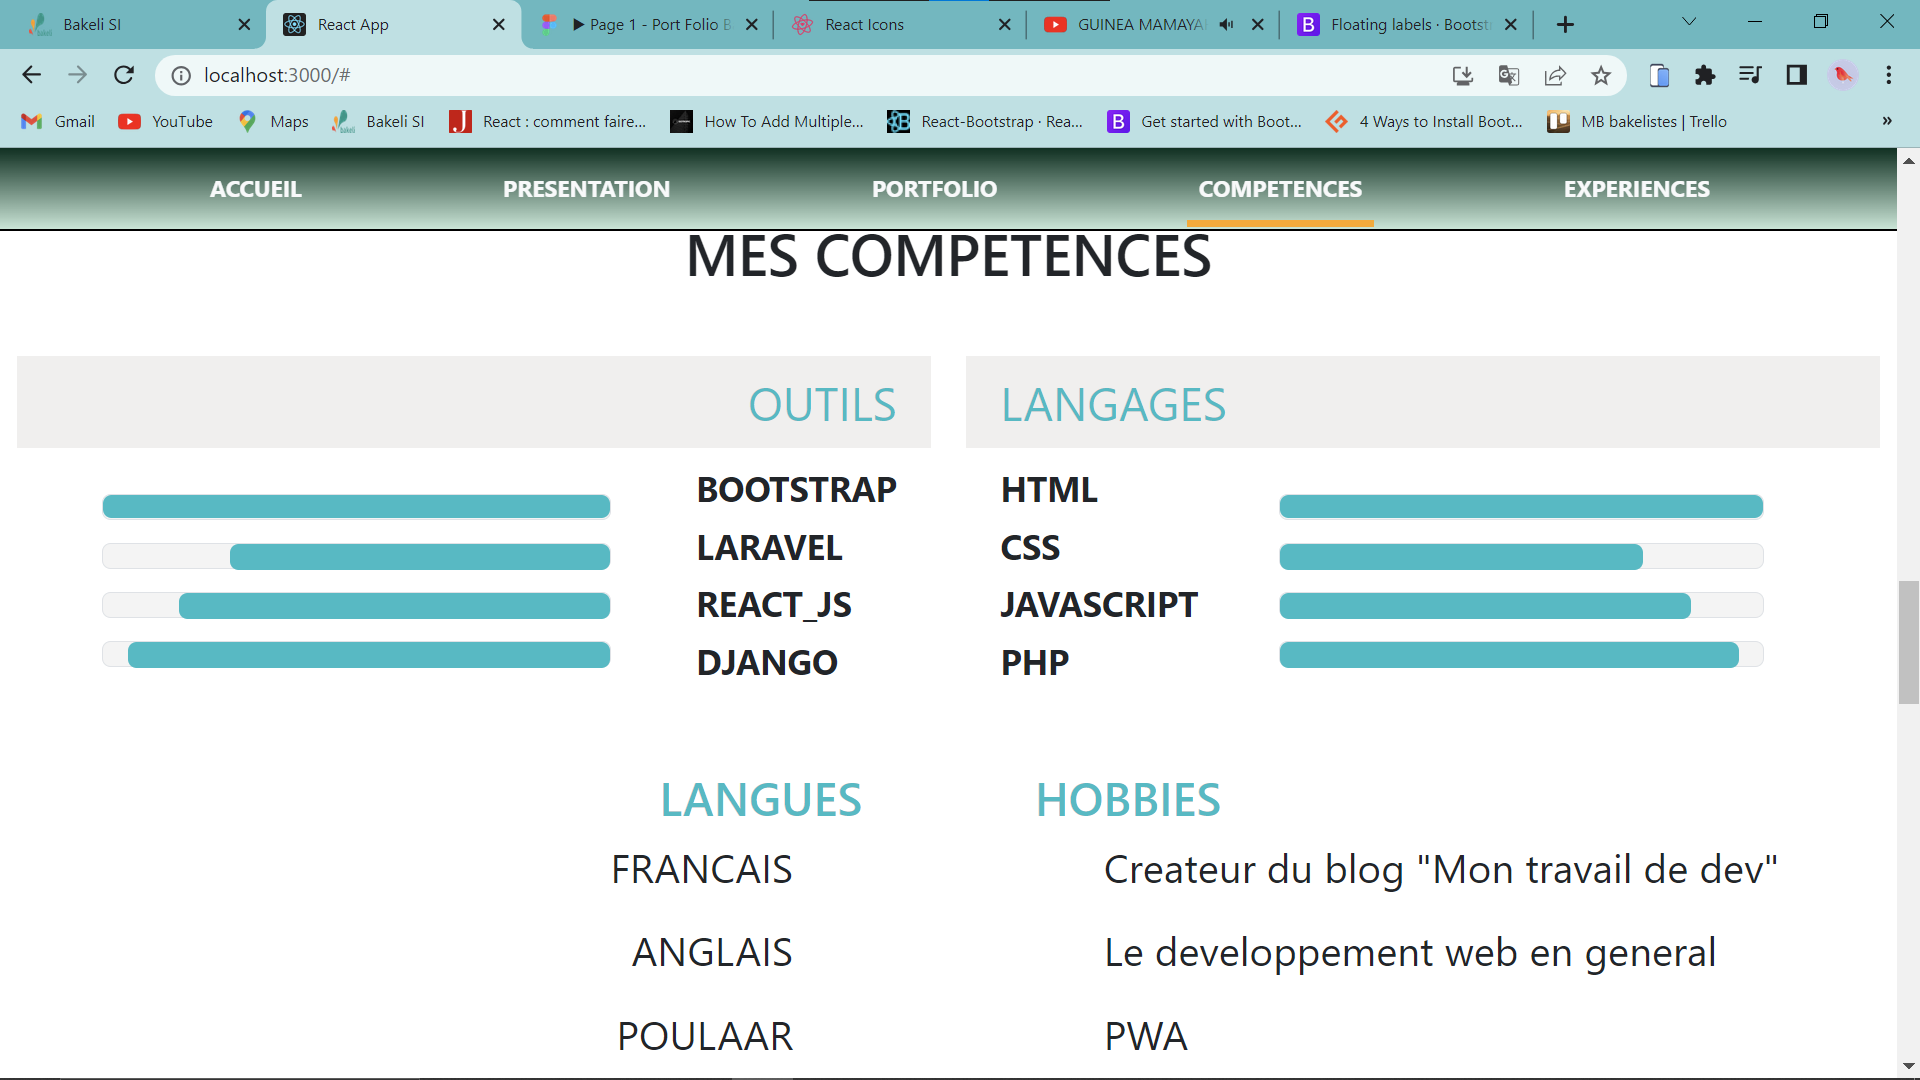 Bakeli SI
React App
▶ Page 1 - Port Folio B
React Icons
GUINEA MAMAYA
Floating labels · Bootst
localhost:3000/#
Gmail
YouTube
Maps
Bakeli SI
React : comment faire...
How To Add Multiple...
React-Bootstrap · Rea...
Get started with Boot...
4 Ways to Install Boot...
MB bakelistes | Trello
»
ACCUEIL
PRESENTATION
PORTFOLIO
COMPETENCES
EXPERIENCES
MES COMPETENCES
OUTILS
LANGAGES
BOOTSTRAP
LARAVEL
REACT_JS
DJANGO
HTML
CSS
JAVASCRIPT
PHP
LANGUES
FRANCAIS
ANGLAIS
POULAAR
HOBBIES
Createur du blog "Mon travail de dev"
Le developpement web en general
PWA